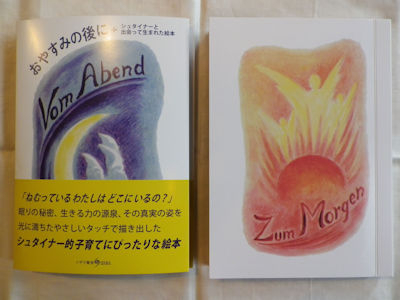 おやすみの後に+
シュタイナーと
出会って生まれた絵本
Vom Abend
「ねむっているわたしは どこにいるの?」
眠りの秘密、生きる力の源泉、その真実の姿を
光に満ちたやさしいタッチで描き出した
シュタイナー的子育てにぴったりな絵本
Zum Morgen